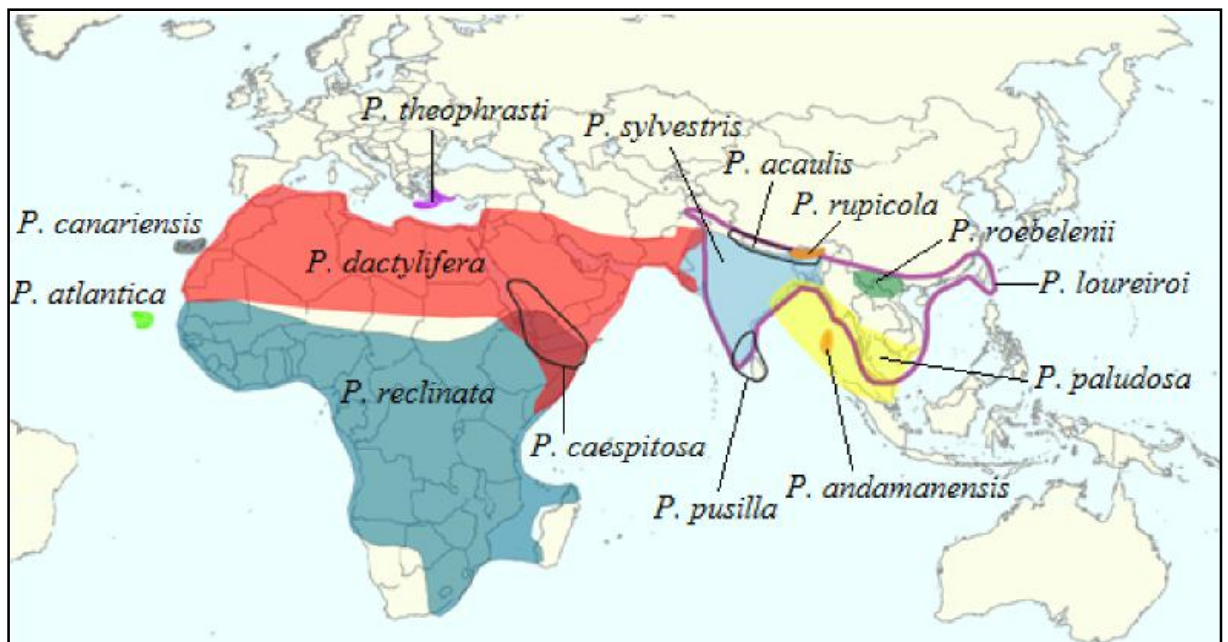 P. theophrasti
P. sylvestris
P. acaulis
P. rupicola
P. canariensis
P. roebelenii
P. dactylifera
P. loureiroi
P. atlantica
P. reclinata
P. paludosa
P. caespitosa
P. andamanensis
P. pusilla